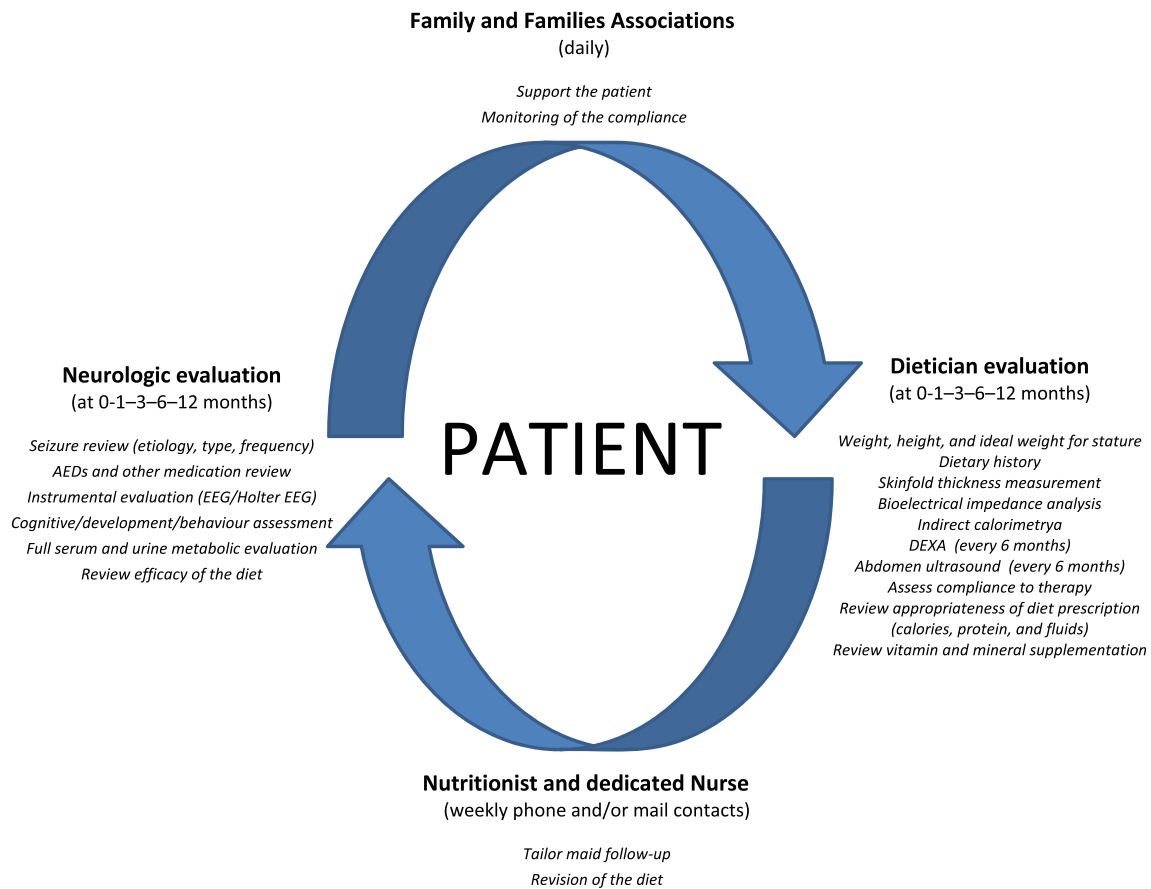 Family and Families Associations
(daily)
Support the patient
Monitoring of the compliance
Neurologic evaluation
(at 0-1–3–6–12 months)
Seizure review (etiology, type, frequency)
AEDs and other medication review
Instrumental evaluation (EEG/Holter EEG)
Cognitive/development/behaviour assessment
Full serum and urine metabolic evaluation
Review efficacy of the diet
PATIENT
Dietician evaluation
(at 0-1–3–6–12 months)
Weight, height, and ideal weight for stature
Dietary history
Skinfold thickness measurement
Bioelectrical impedance analysis
Indirect calorimetrya
DEXA (every 6 months)
Abdomen ultrasound (every 6 months)
Assess compliance to therapy
Review appropriateness of diet prescription
(calories, protein, and fluids)
Review vitamin and mineral supplementation
Nutritionist and dedicated Nurse
(weekly phone and/or mail contacts)
Tailor maid follow-up
Revision of the diet